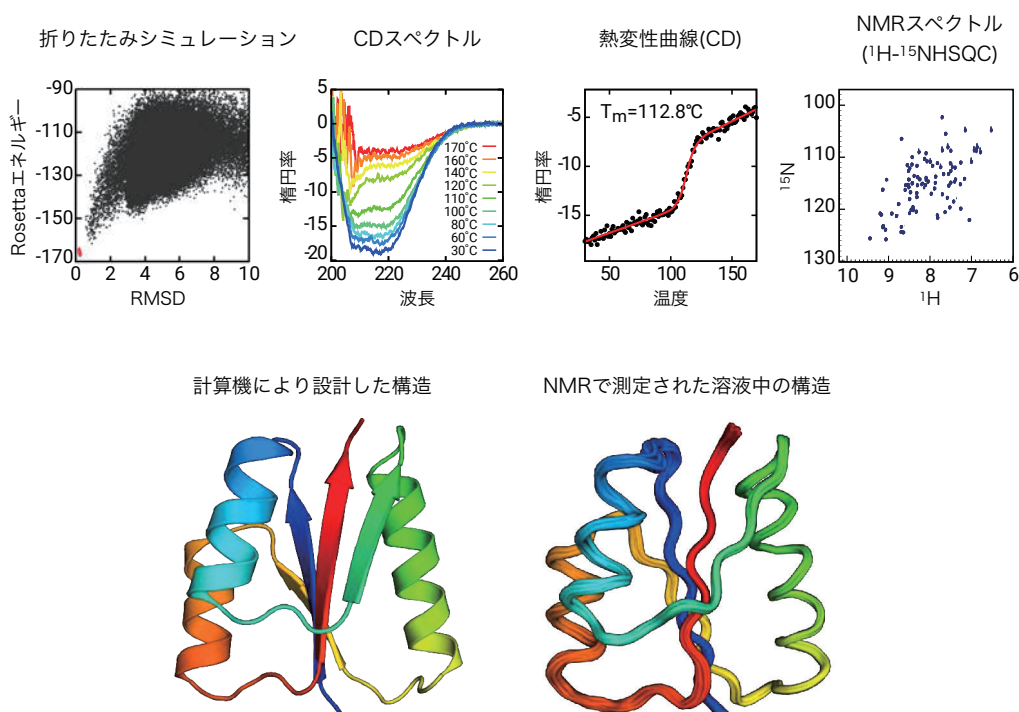 折りたたみシミュレーション
CDスペクトル
熱変性曲線(CD)
NMRスペクトル
(¹H-¹⁵NHSQC)
-90
-110
-130
-150
-170
Rosettaエネルギー
0
2
4
6
8
10
RMSD
5
0
-5
-10
-15
-20
楕円率
170℃
160℃
140℃
120℃
110℃
100℃
80℃
60℃
30℃
200
220
240
260
波長
Tm=112.8℃
-5
-10
-15
楕円率
50
100
150
温度
100
110
120
130
¹⁵N
10
9
8
7
6
¹H
計算機により設計した構造
NMRで測定された溶液中の構造